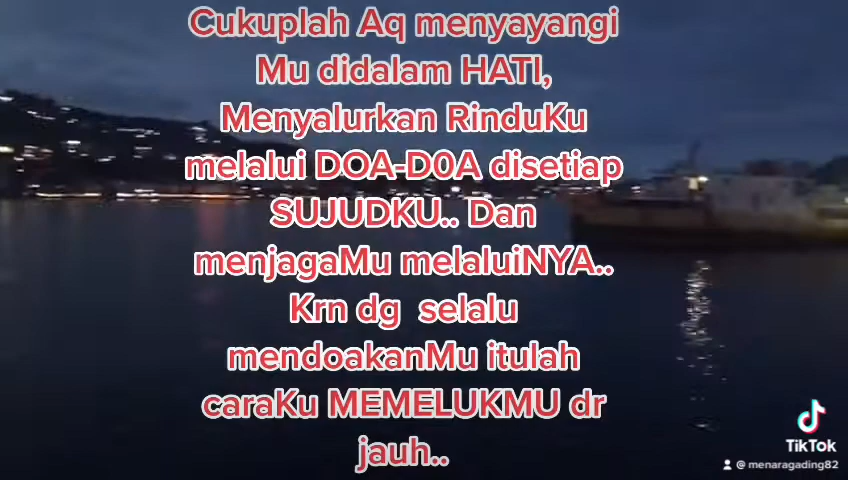 Cukuplah Aq menyayangi
Mu didalam HATI,
Menyalurkan RinduKu
melalui DOA-D0A disetiap
SUJUDKU.. Dan
menjagaMu melaluiNYA..
Krn dg  selalu
mendoakanMu itulah
caraKu MEMELUKMU dr
jauh..
TikTok
@menaragading82